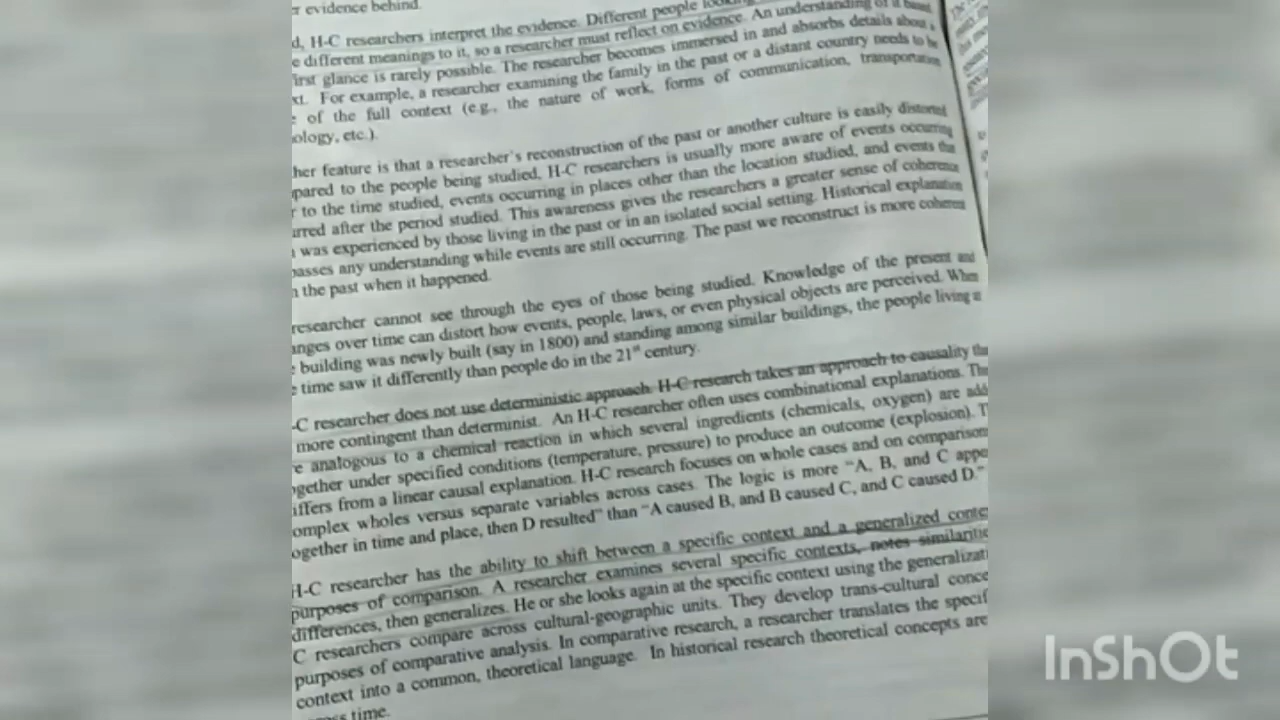 evidence behind.
H-C researchers interpret the evidence. Different people
different meanings to it, so a researcher must reflect on evidence. An understanding of
first glance is rarely possible. The researcher becomes immersed in and absorbs details about a
For example, a researcher examining the family in the past or a distant country needs to be
of the full context (e.g., the nature of work, forms of communication, transportation
ology, etc.).
her feature is that a researcher's reconstruction of the past or another culture is easily distorted
pared to the people being studied, H-C researchers is usually more aware of events occurring
r to the time studied, events occurring in places other than the location studied, and events that
urred after the period studied. This awareness gives the researchers a greater sense of coherence
was experienced by those living in the past or in an isolated social setting. Historical explanation
passes any understanding while events are still occurring. The past we reconstruct is more coherent
the past when it happened.
researcher cannot see through the eyes of those being studied. Knowledge of the present and
anges over time can distort how events, people, laws, or even physical objects are perceived. When
building was newly built (say in 1800) and standing among similar buildings, the people living at
time saw it differently than people do in the 21st century.
-C researcher does not use deterministic approach. H-C research takes an approach to causality tha
more contingent than determinist. An H-C researcher often uses combinational explanations. The
e analogous to a chemical reaction in which several ingredients (chemicals, oxygen) are add
ogether under specified conditions (temperature, pressure) to produce an outcome (explosion). T
iffers from a linear causal explanation. H-C research focuses on whole cases and on comparison
omplex wholes versus separate variables across cases. The logic is more "A, B, and C appe
ogether in time and place, then D resulted" than "A caused B, and B caused C, and C caused D."
H-C researcher has the ability to shift between a specific context and a generalized conte
purposes of comparison. A researcher examines several specific contexts, notes similaritie
differences, then generalizes. He or she looks again at the specific context using the generalizati
C researchers compare across cultural-geographic units. They develop trans-cultural conce
purposes of comparative analysis. In comparative research, a researcher translates the specif
context into a common, theoretical language. In historical research theoretical concepts are
time.
InShOt